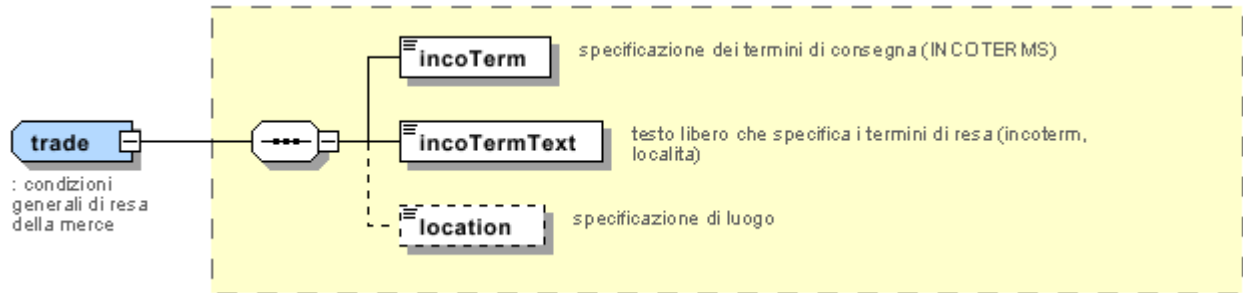 incoTerm
specificazione dei termini di consegna (INCOTERMS)
trade
: condizioni
generali di resa
della merce
incoTermText
testo libero che specifica i termini di resa (incoterm,
localita)
location
specificazione di luogo